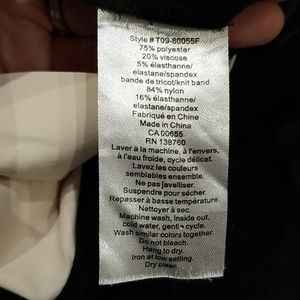 Style # T09-80055F
75% polyester
20% viscose
5% élasthanne/
elastane/spandex
bande de tricot/knit band
84% nylon
16% élasthanne/
elastane/spandex
Fabriqué en Chine
Made in China
CA 00655
RN 138760
Laver à la machine, à l'envers,
à l'eau froide, cycle délicat.
Lavez les couleurs
semblables ensemble.
Ne pas javelliser.
Suspendre pour sécher.
Repasser à basse température.
Nettoyer à sec.
Machine wash, inside out,
cold water, gentle cycle.
Wash similar colors together.
Do not bleach.
Hang to dry.
Iron at low setting.
Dry clean.